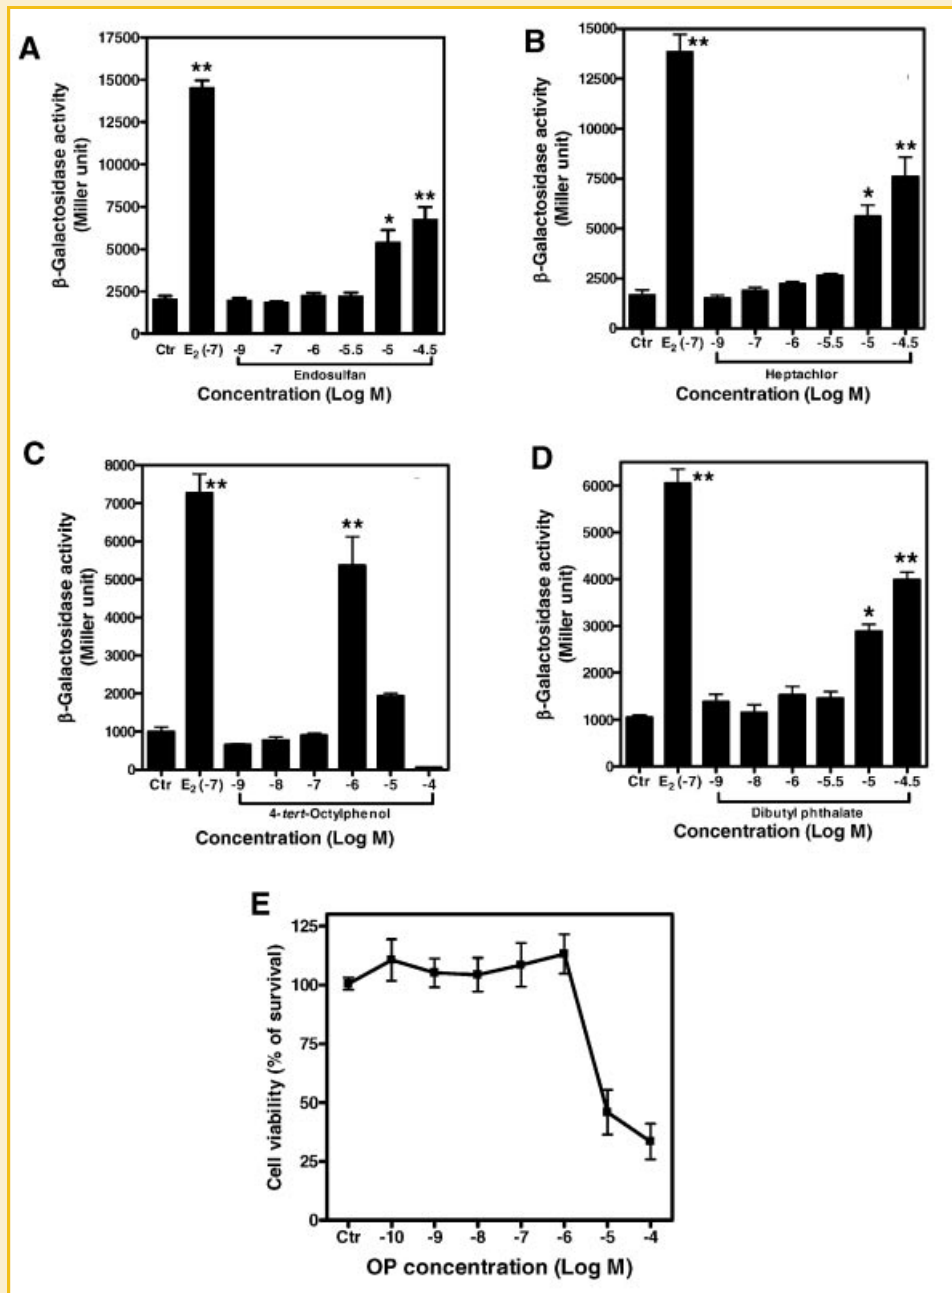 A
β-Galactosidase activity
(Miller unit)
17500
15000
12500
10000
7500
5000
2500
0
**
*
**
Ctr E₂ (-7) -9 -7 -6 -5.5 -5 -4.5
Endosulfan
Concentration (Log M)
B
β-Galactosidase activity
(Miller unit)
15000
12500
10000
7500
5000
2500
0
**
*
**
Ctr E₂ (-7) -9 -7 -6 -5.5 -5 -4.5
Heptachlor
Concentration (Log M)
C
β-Galactosidase activity
(Miller unit)
8000
7000
6000
5000
4000
3000
2000
1000
0
**
**
Ctr E₂ (-7) -9 -8 -7 -6 -5 -4
4-tert-Octylphenol
Concentration (Log M)
D
β-Galactosidase activity
(Miller unit)
6000
5000
4000
3000
2000
1000
0
**
*
**
Ctr E₂ (-7) -9 -8 -6 -5.5 -5 -4.5
Dibutyl phthalate
Concentration (Log M)
E
Cell viability (% of survival)
125
100
75
50
25
0
Ctr -10 -9 -8 -7 -6 -5 -4
OP concentration (Log M)